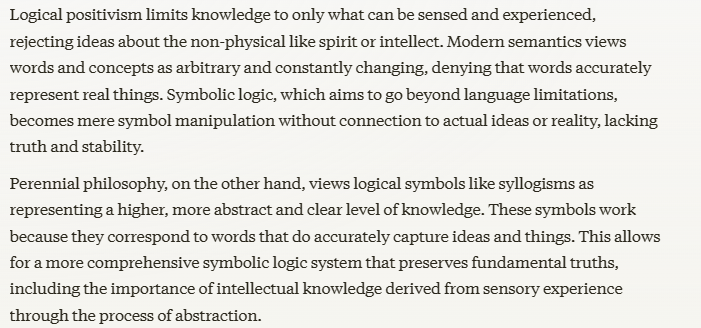 Logical positivism limits knowledge to only what can be sensed and experienced,
rejecting ideas about the non-physical like spirit or intellect. Modern semantics views
words and concepts as arbitrary and constantly changing, denying that words accurately
represent real things. Symbolic logic, which aims to go beyond language limitations,
becomes mere symbol manipulation without connection to actual ideas or reality, lacking
truth and stability.
Perennial philosophy, on the other hand, views logical symbols like syllogisms as
representing a higher, more abstract and clear level of knowledge. These symbols work
because they correspond to words that do accurately capture ideas and things. This allows
for a more comprehensive symbolic logic system that preserves fundamental truths,
including the importance of intellectual knowledge derived from sensory experience
through the process of abstraction.